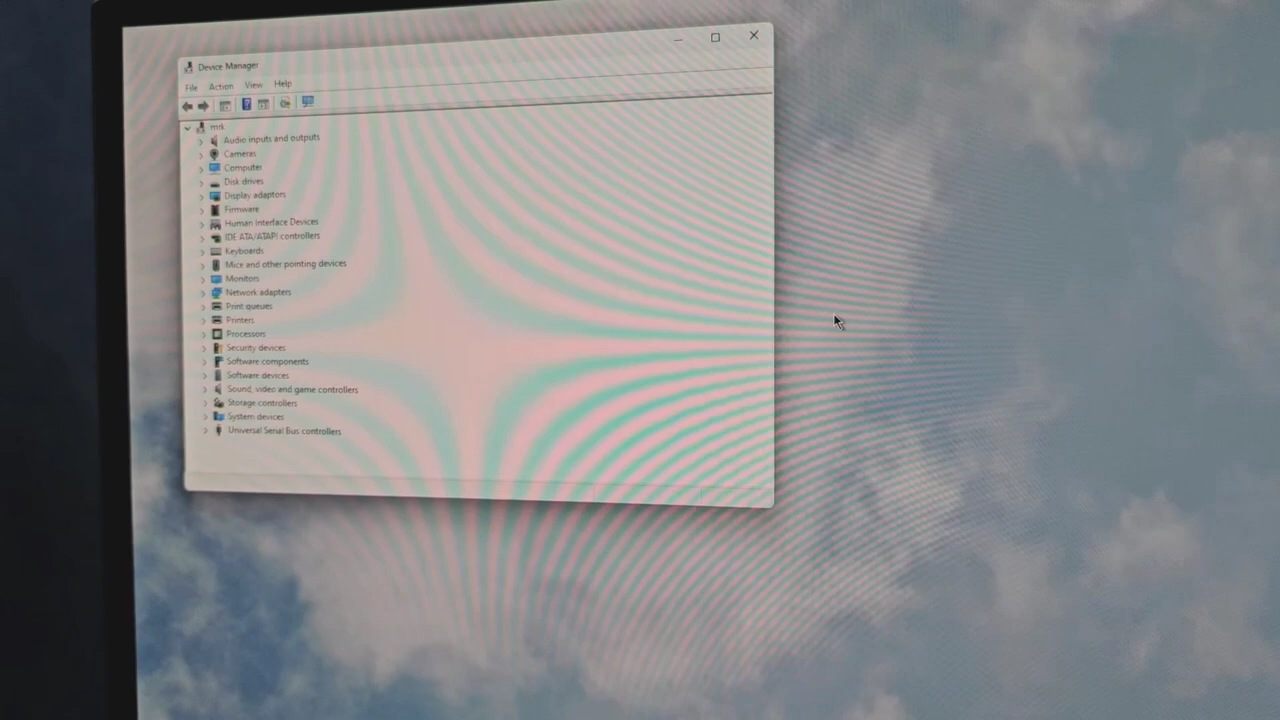 Device Manager
File Action View Help
mrk
Audio inputs and outputs
Cameras
Computer
Disk drives
Display adaptors
Firmware
Human Interface Devices
IDE ATA/ATAPI controllers
Keyboards
Mice and other pointing devices
Monitors
Network adapters
Print queues
Printers
Processors
Security devices
Software components
Software devices
Sound, video and game controllers
Storage controllers
System devices
Universal Serial Bus controllers